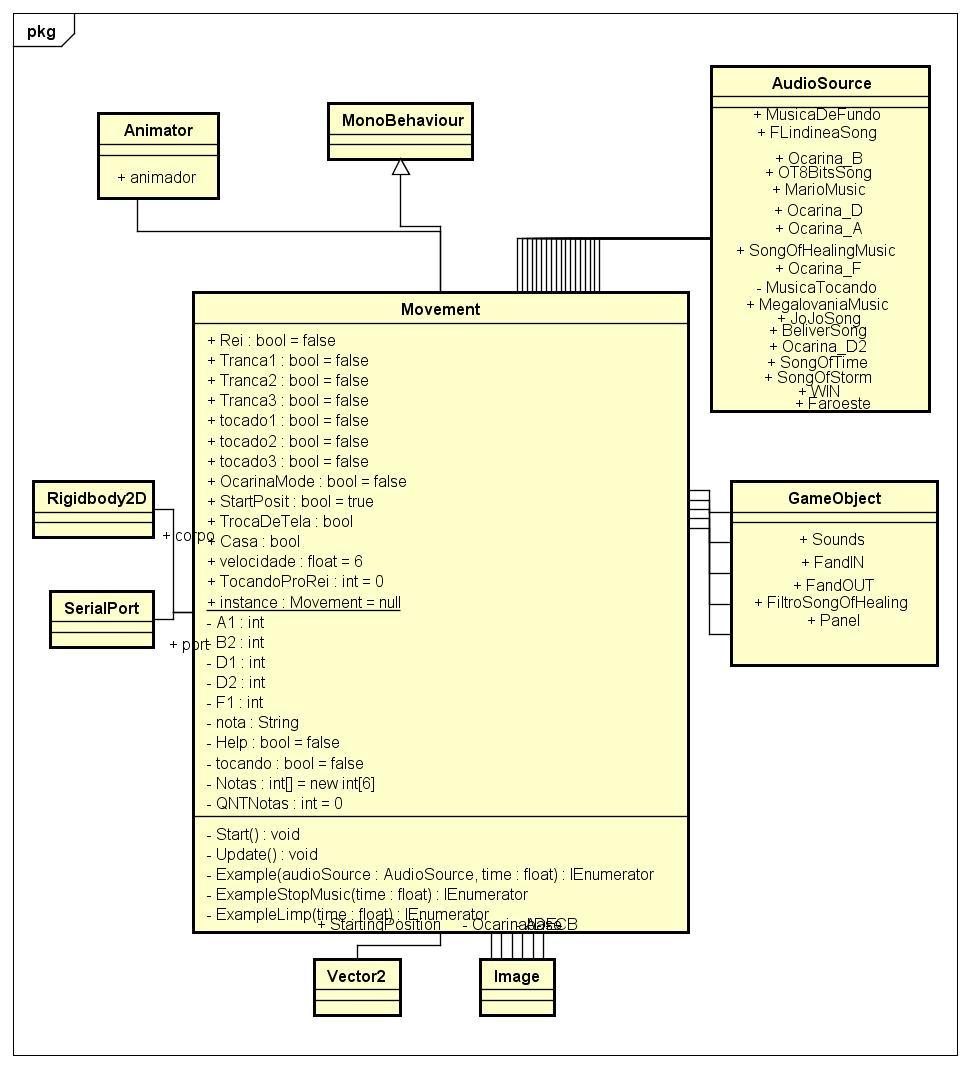 pkg
Animator
+ animador
MonoBehaviour
AudioSource
+ MusicaDeFundo
+ FLindineaSong
+ Ocarina_B
+ OT8BitsSong
+ MarioMusic
+ Ocarina_D
+ Ocarina_A
+ SongOfHealingMusic
+ Ocarina_F
- MusicaTocando
+ MegalovaniaMusic
+ JoJoSong
+ BeliverSong
+ Ocarina_D2
+ SongOfTime
+ SongOfStorm
+ WIN
+ Faroeste
Movement
+ Rei : bool = false
+ Tranca1 : bool = false
+ Tranca2 : bool = false
+ Tranca3 : bool = false
+ tocado1 : bool = false
+ tocado2 : bool = false
+ tocado3 : bool = false
+ OcarinaMode : bool = false
+ StartPosit : bool = true
+ TrocaDeTela : bool
+ Casa : bool
+ velocidade : float = 6
+ TocandoProRei : int = 0
+ instance : Movement = null
- A1 : int
- B2 : int
- D1 : int
- D2 : int
- F1 : int
- nota : String
- Help : bool = false
- tocando : bool = false
- Notas : int[] = new int[6]
- QNTNotas : int = 0
- Start() : void
- Update() : void
- Example(audioSource : AudioSource, time : float) : IEnumerator
- ExampleStopMusic(time : float) : IEnumerator
- ExampleLimp(time : float) : IEnumerator
Rigidbody2D
+ corpo
SerialPort
+ port
GameObject
+ Sounds
+ FandIN
+ FandOUT
+ FiltroSongOfHealing
+ Panel
+ StartingPosition
Vector2
Image